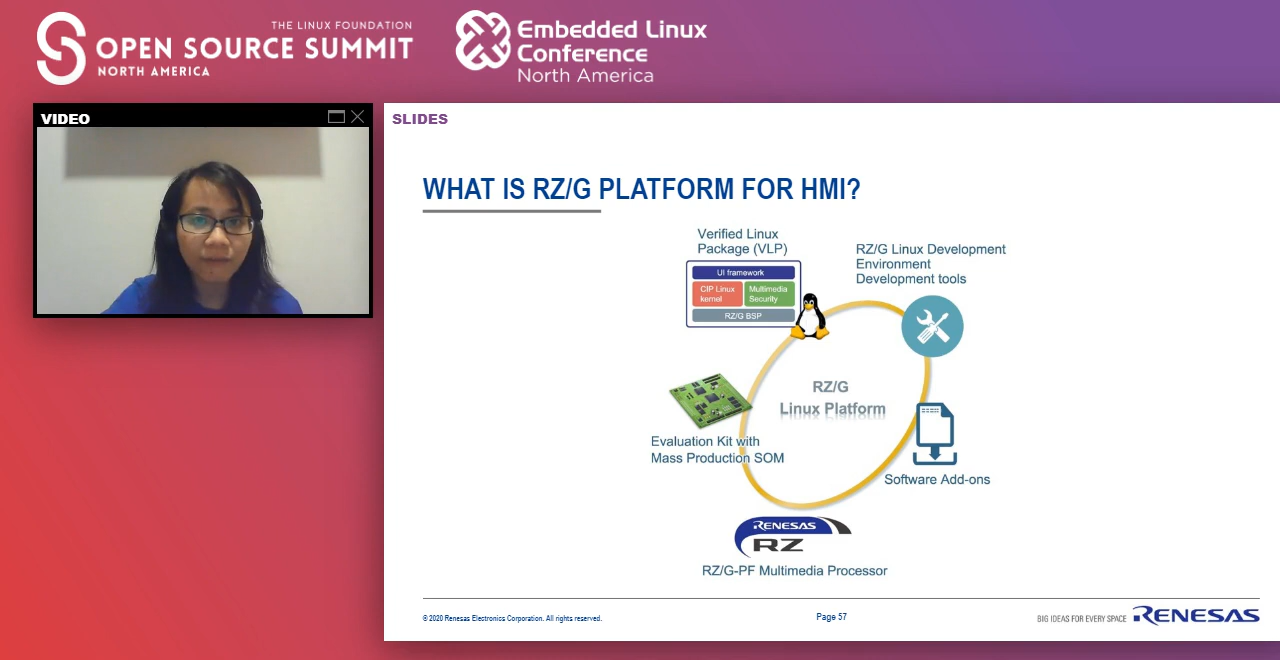 THE LINUX FOUNDATION
OPEN SOURCE SUMMIT
NORTH AMERICA
Embedded Linux
Conference
North America
VIDEO
SLIDES
WHAT IS RZ/G PLATFORM FOR HMI?
Verified Linux
Package (VLP)
UI framework
CIP Linux
kernel
Multimedia
Security
RZ/G BSP
RZ/G Linux Development
Environment
Development tools
RZ/G
Linux Platform
Evaluation Kit with
Mass Production SOM
Software Add-ons
RENESAS
RZ
RZ/G-PF Multimedia Processor
© 2020 Renesas Electronics Corporation. All rights reserved.
Page 57
BIG IDEAS FOR EVERY SPACE
RENESAS